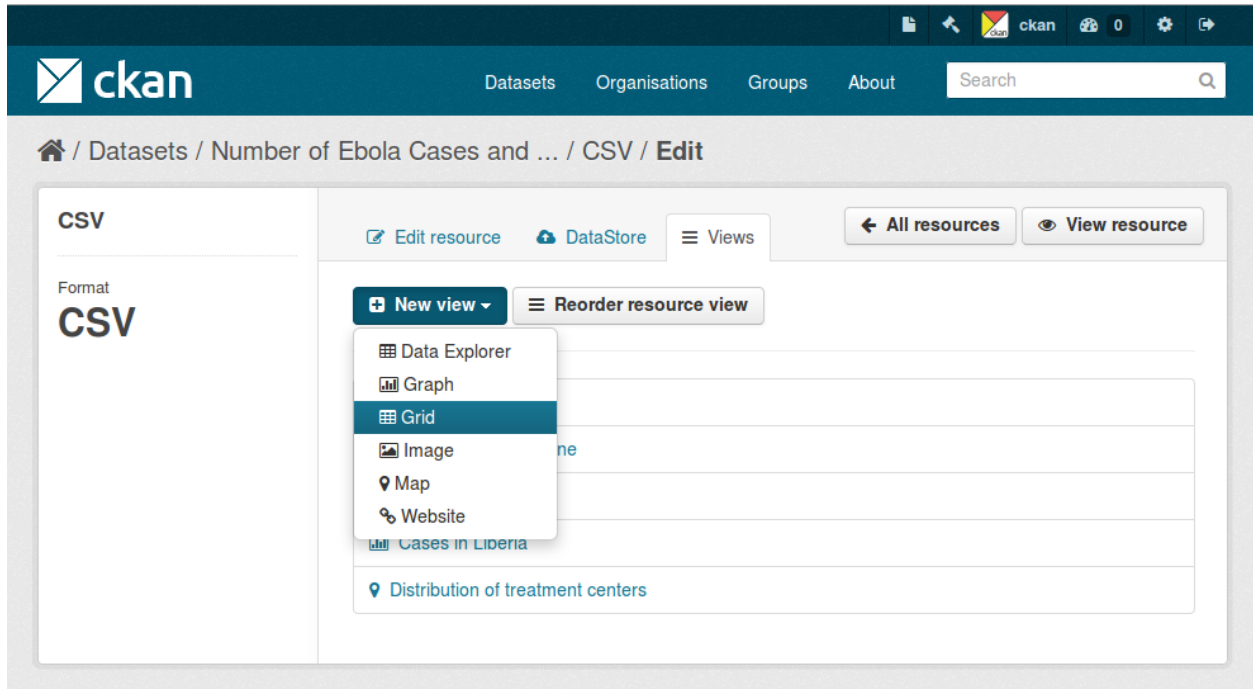 ckan 0
ckan Datasets Organisations Groups About Search
/ Datasets / Number of Ebola Cases and ... / CSV / Edit
CSV
Format
CSV
Edit resource DataStore Views All resources View resource
New view Reorder resource view
Data Explorer
Graph
Grid
Image
Map
Website
Cases in Liberia
Distribution of treatment centers